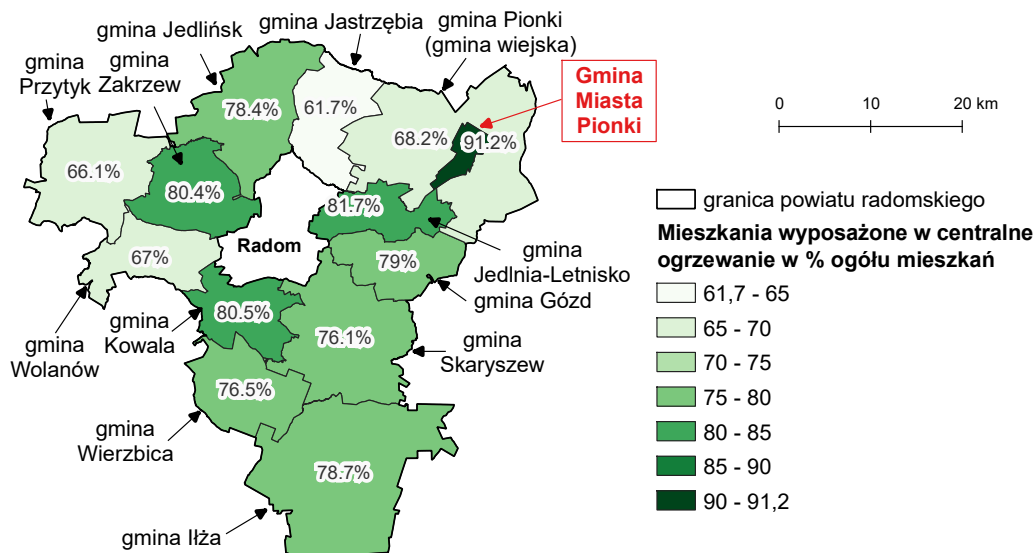 gmina Jastrzębia
gmina Pionki
(gmina wiejska)
gmina Jedlińsk
gmina
Zakrzew
gmina
Przytyk
Gmina
Miasta
Pionki
0 10 20 km
78.4%
61.7%
68.2%
91.2%
66.1%
80.4%
81.7%
granica powiatu radomskiego
Radom
67%
79%
gmina
Jedlnia-Letnisko
gmina Gózd
Mieszkania wyposażone w centralne
ogrzewanie w % ogółu mieszkań
61,7 - 65
65 - 70
70 - 75
75 - 80
80 - 85
85 - 90
90 - 91,2
80.5%
76.1%
gmina
Kowala
gmina
Wolanów
gmina
Skaryszew
76.5%
gmina
Wierzbica
78.7%
gmina Iłża